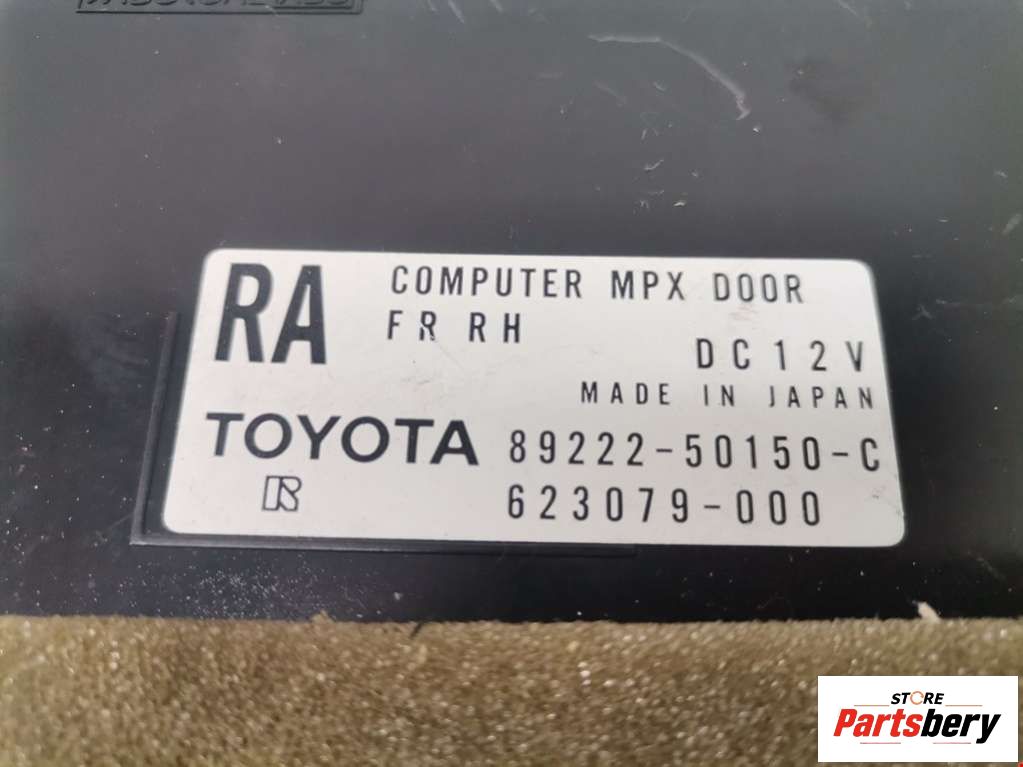 RA
COMPUTER MPX DOOR
FR RH
DC12V
MADE IN JAPAN
TOYOTA 89222-50150-C
R 623079-000
STORE
Partsbery